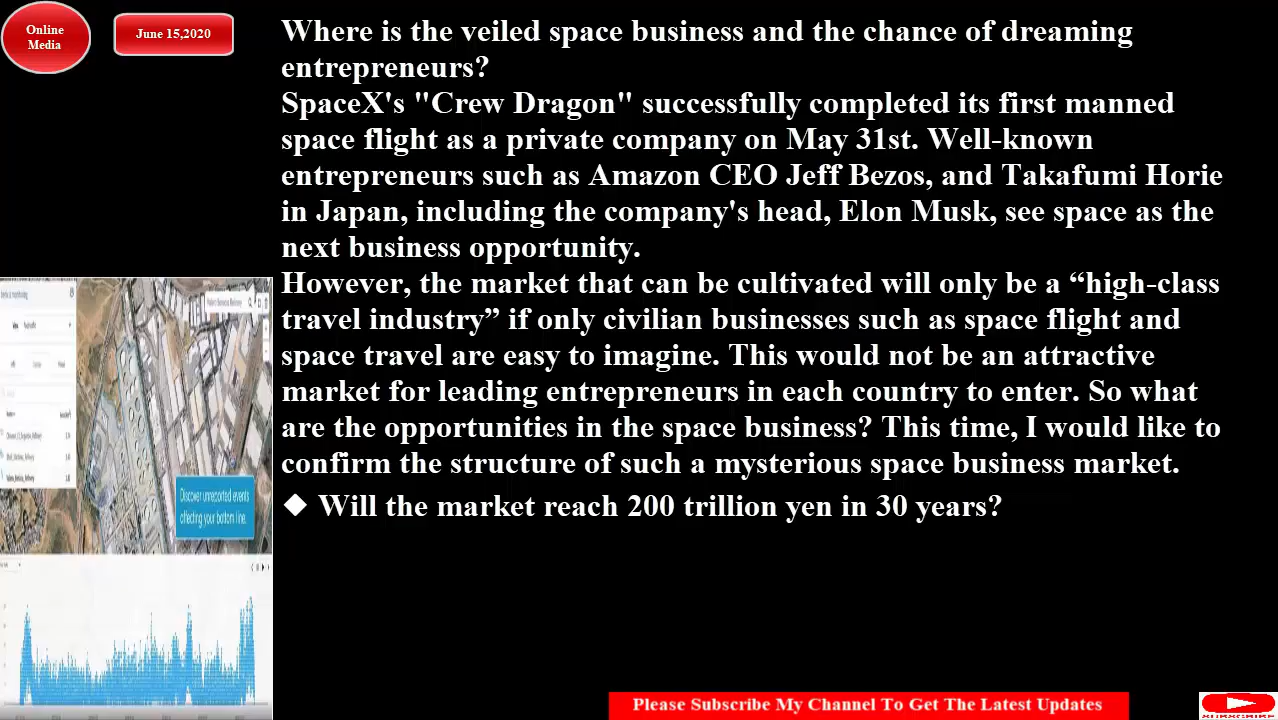 Online
Media
June 15,2020
Where is the veiled space business and the chance of dreaming
entrepreneurs?
SpaceX's "Crew Dragon" successfully completed its first manned
space flight as a private company on May 31st. Well-known
entrepreneurs such as Amazon CEO Jeff Bezos, and Takafumi Horie
in Japan, including the company's head, Elon Musk, see space as the
next business opportunity.
However, the market that can be cultivated will only be a “high-class
travel industry” if only civilian businesses such as space flight and
space travel are easy to imagine. This would not be an attractive
market for leading entrepreneurs in each country to enter. So what
are the opportunities in the space business? This time, I would like to
confirm the structure of such a mysterious space business market.
◆ Will the market reach 200 trillion yen in 30 years?
Discover unreported events
affecting your bottom line.
Please Subscribe My Channel To Get The Latest Updates
SUBSCRIBE